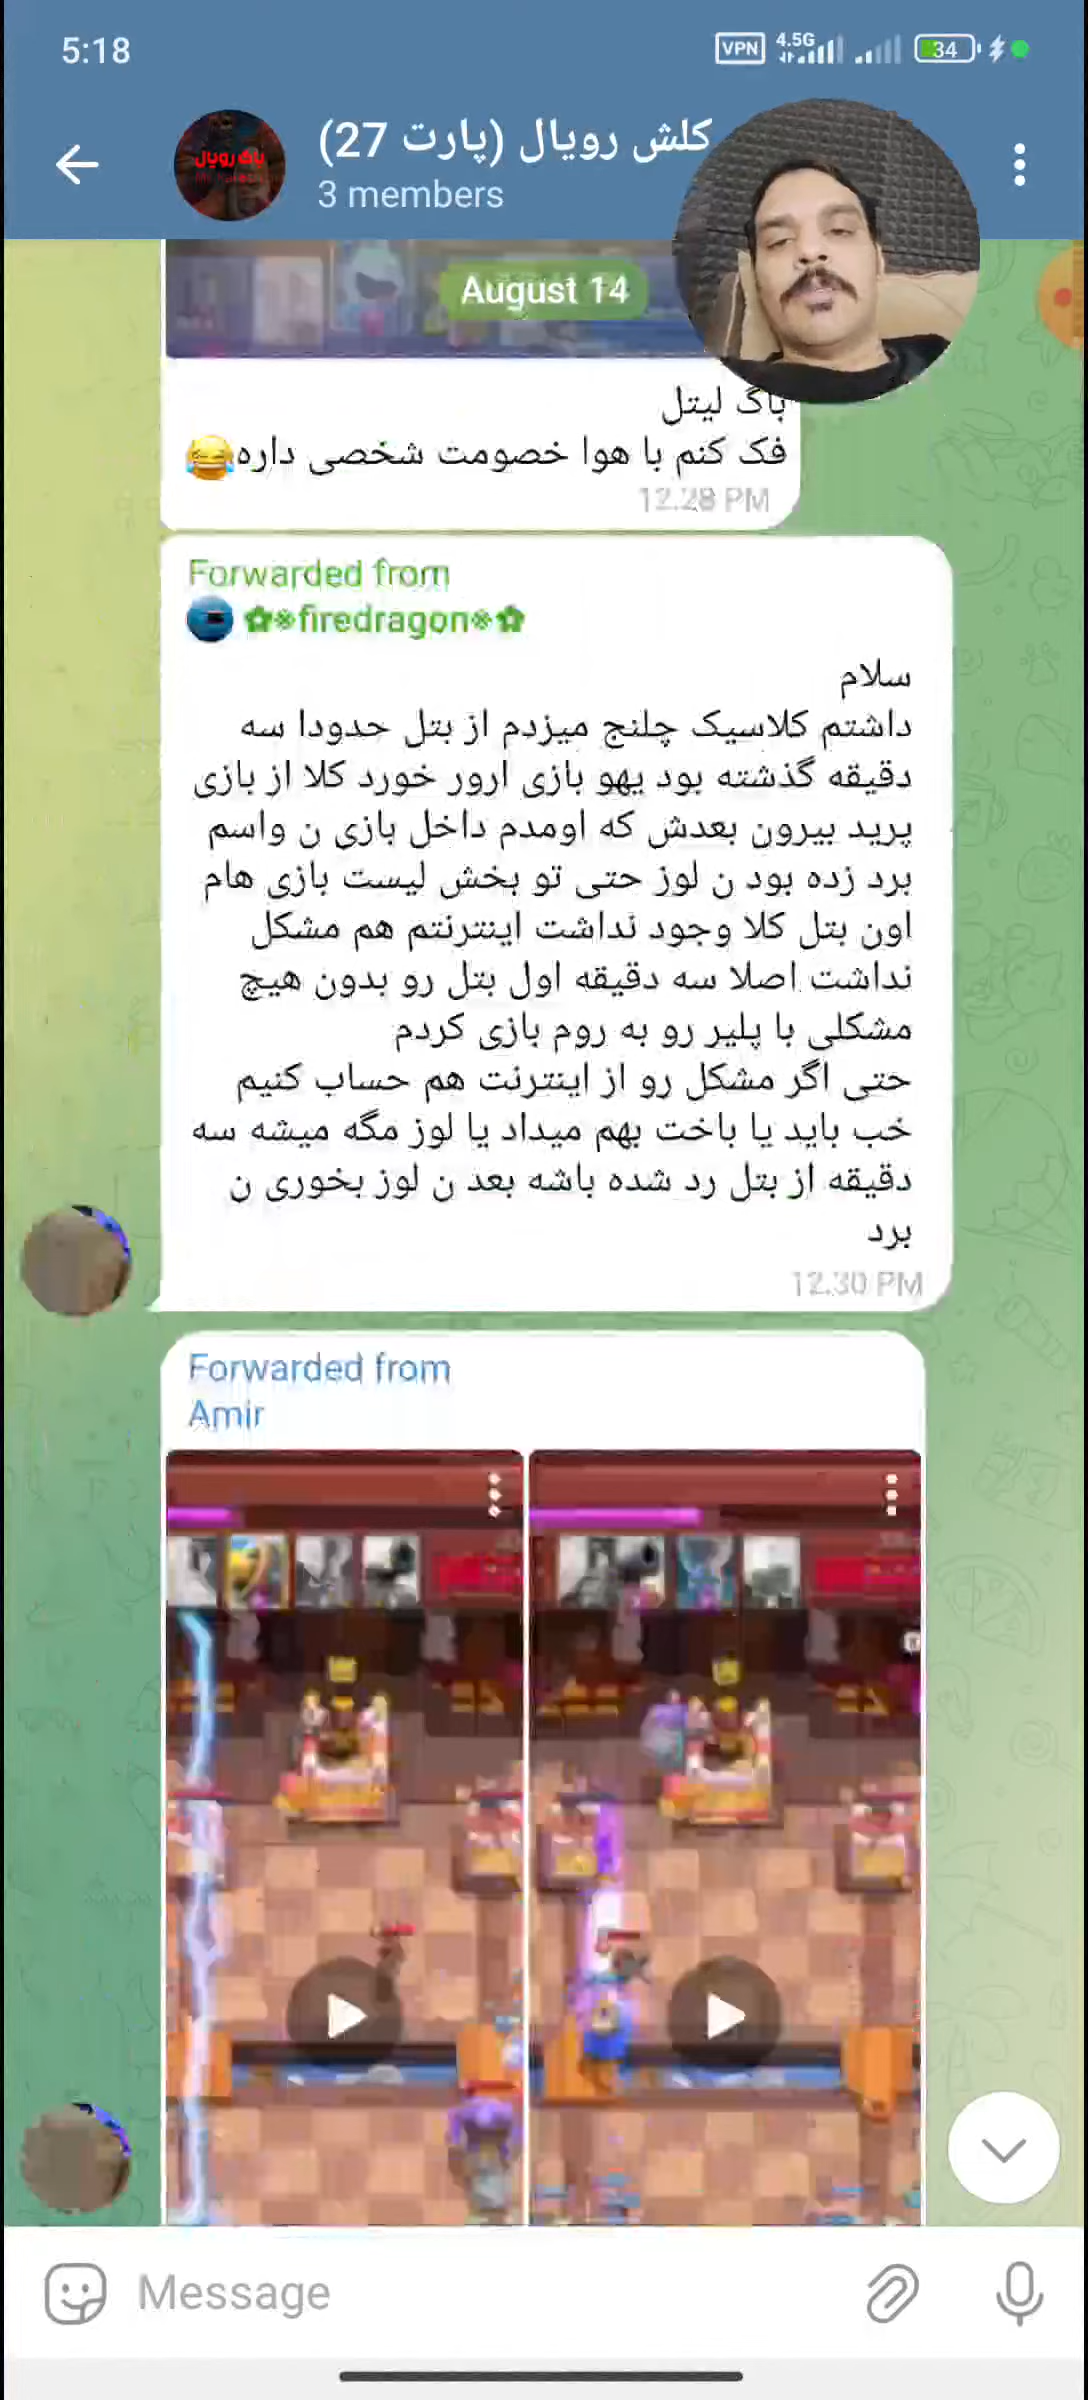 5:18
VPN
4.5G
34
کلش رویال (پارت 27)
3 members
باگ رویال
August 14
باگ لیتل
فک کنم با هوا خصومت شخصی داره😂
12:28 PM
Forwarded from
✿※firedragon※✿
سلام
داشتم کلاسیک چلنج میزدم از بتل حدودا سه
دقیقه گذشته بود یهو بازی ارور خورد کلا از بازی
پرید بیرون بعدش که اومدم داخل بازی ن واسم
برد زده بود ن لوز حتی تو بخش لیست بازی هام
اون بتل کلا وجود نداشت اینترنتم هم مشکل
نداشت اصلا سه دقیقه اول بتل رو بدون هیچ
مشکلی با پلیر رو به روم بازی کردم
حتی اگر مشکل رو از اینترنت هم حساب کنیم
خب باید یا باخت بهم میداد یا لوز مگه میشه سه
دقیقه از بتل رد شده باشه بعد ن لوز بخوری ن
برد
12:30 PM
Forwarded from
Amir
Message